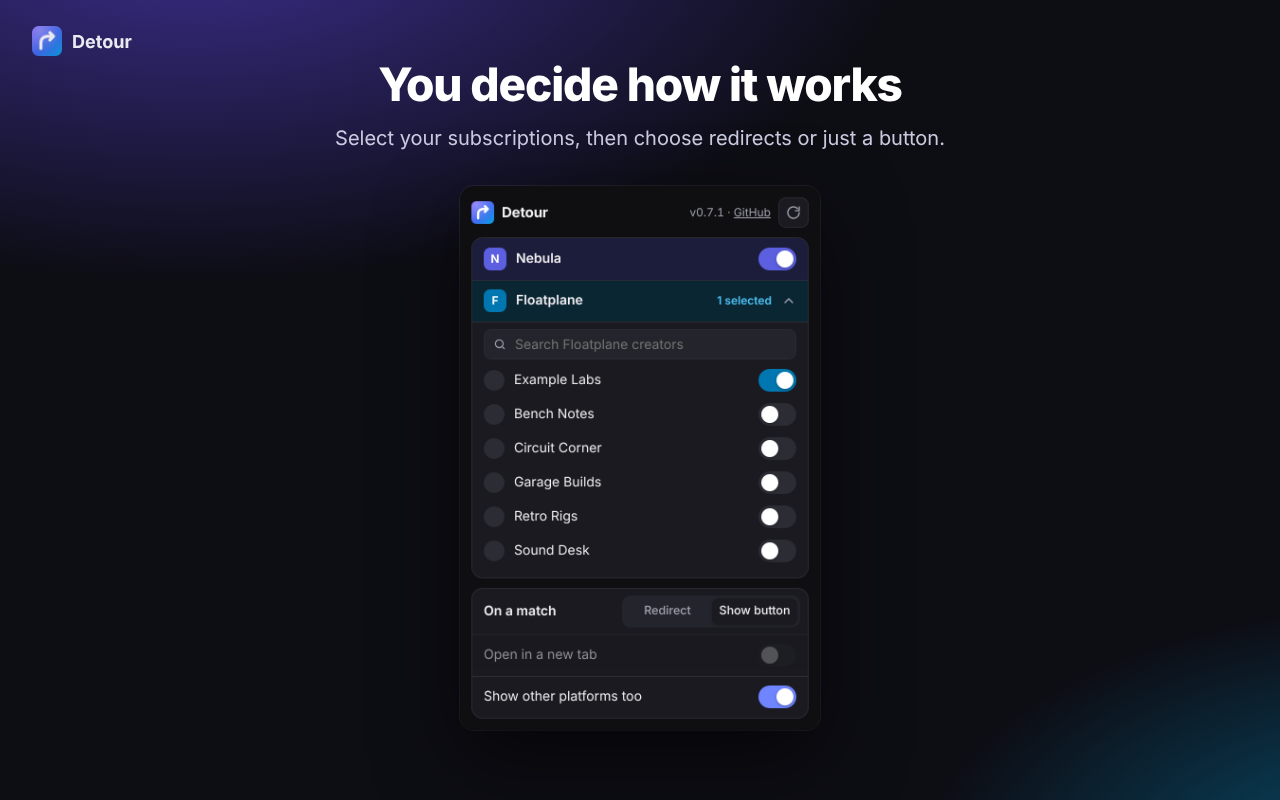 Detour
You decide how it works
Select your subscriptions, then choose redirects or just a button.
Detour v0.7.1 · GitHub
N Nebula
F Floatplane 1 selected
Search Floatplane creators
Example Labs
Bench Notes
Circuit Corner
Garage Builds
Retro Rigs
Sound Desk
On a match Redirect Show button
Open in a new tab
Show other platforms too